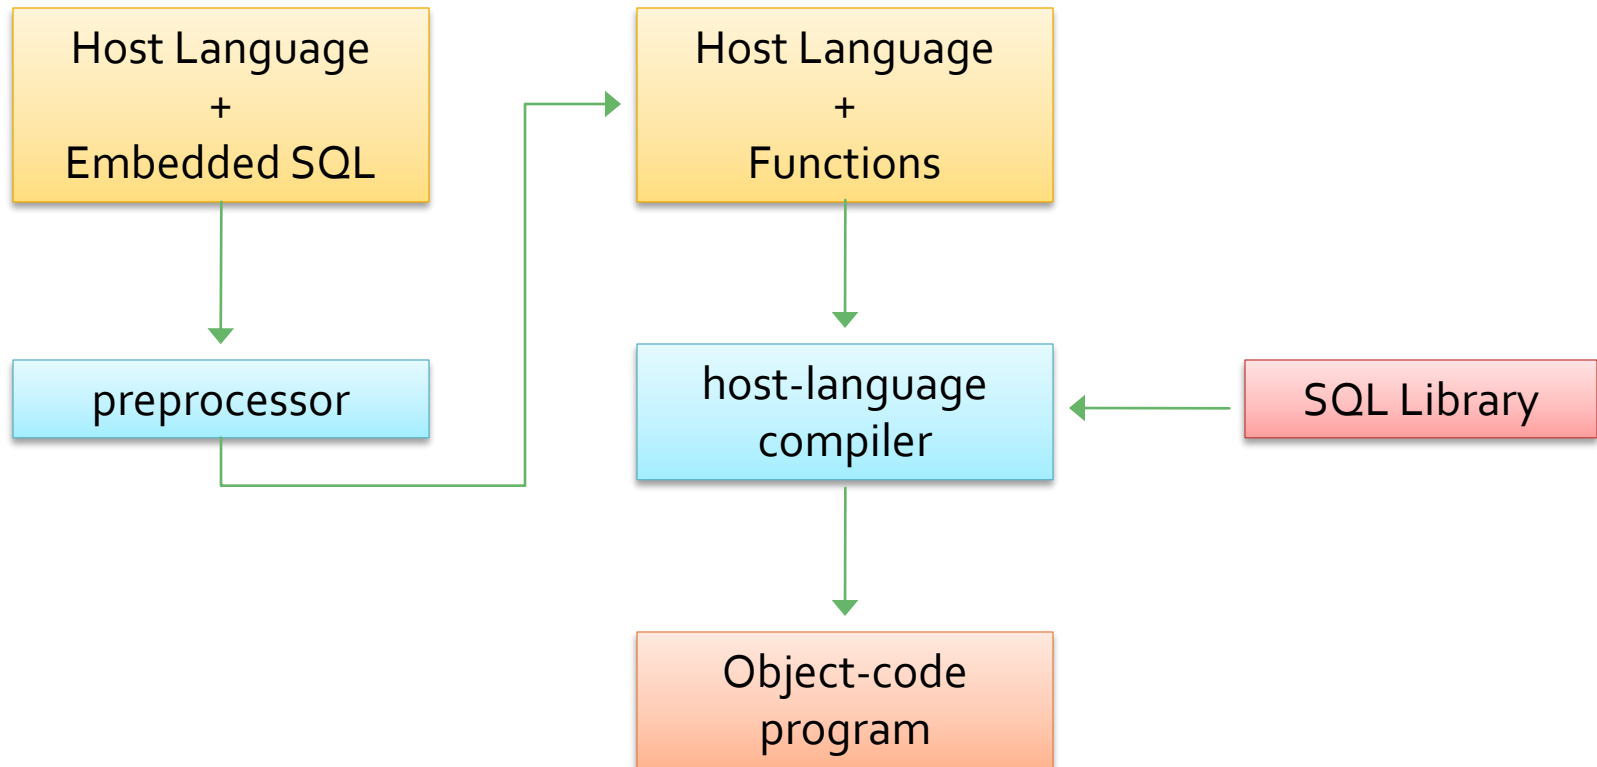 Host Language
+
Embedded SQL
Host Language
+
Functions
preprocessor
host-language
compiler
SQL Library
Object-code
program